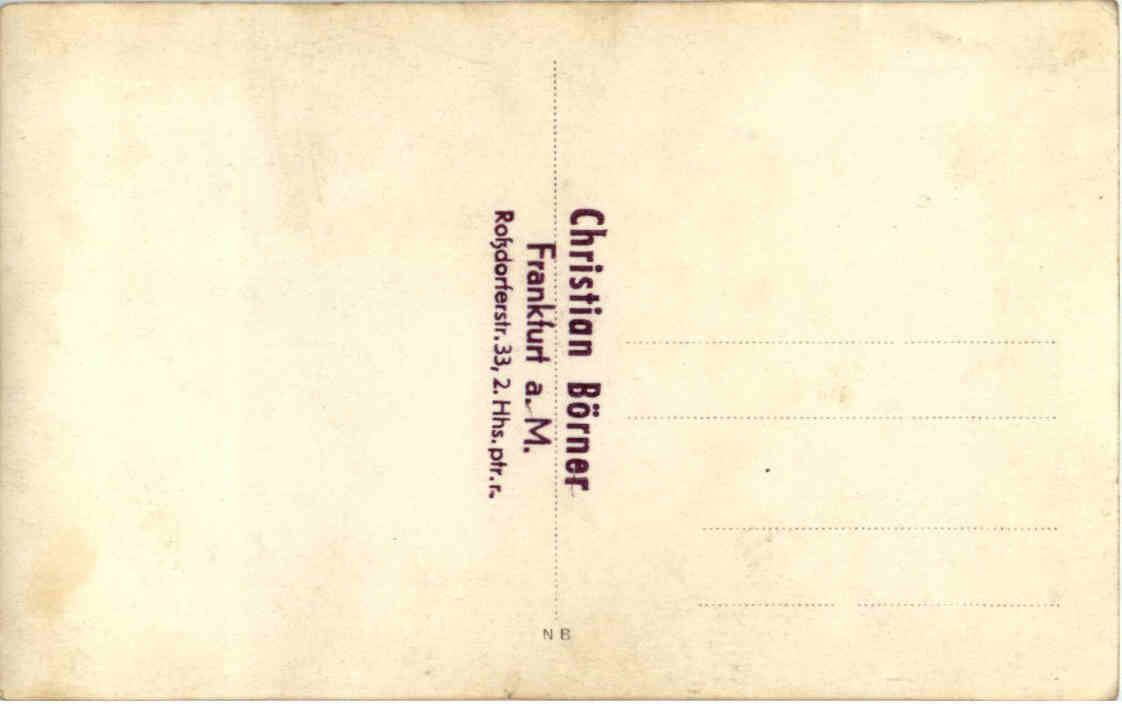 Christian Börner
Frankfurt a. M.
Roßdorferstr. 33, 2. Hhs. ptr. r.
NB